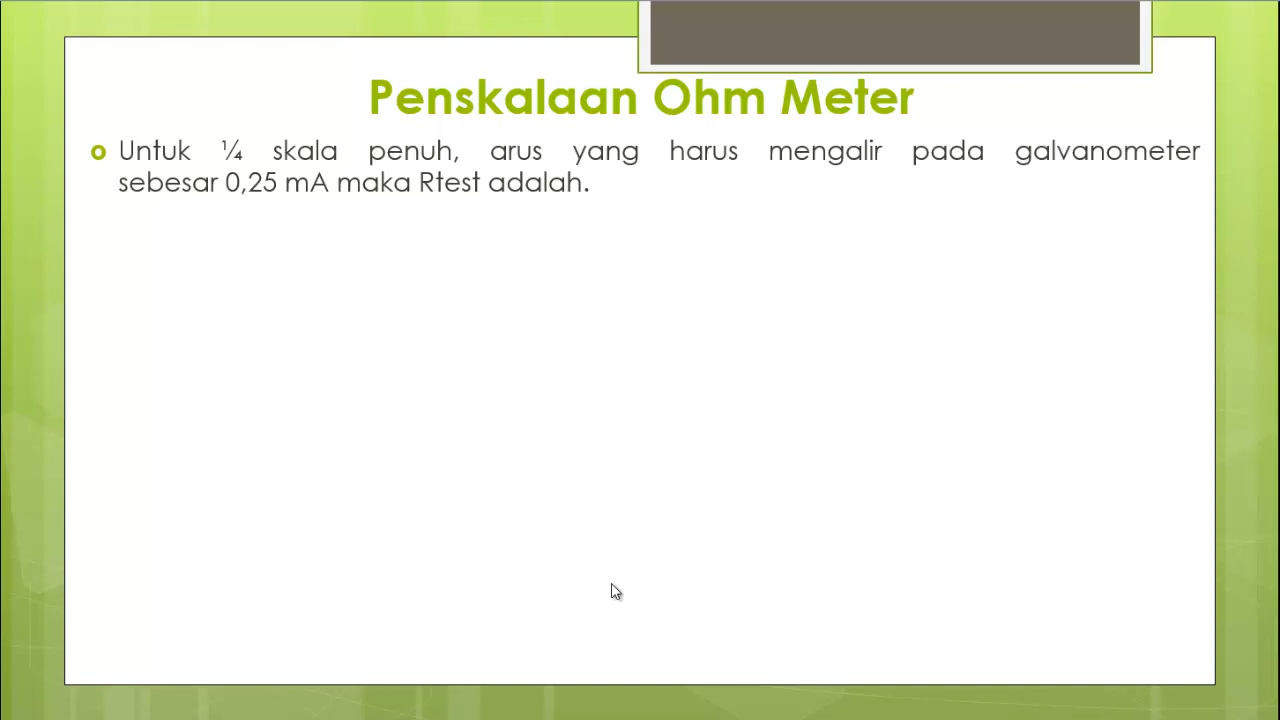 Penskalaan Ohm Meter
Untuk ¼ skala penuh, arus yang harus mengalir pada galvanometer
sebesar 0,25 mA maka Rtest adalah.